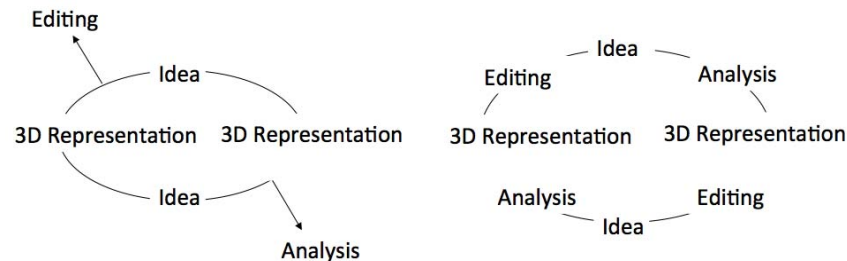 Editing
Idea
3D Representation
3D Representation
Idea
Analysis
Idea
Editing
Analysis
3D Representation
3D Representation
Analysis
Editing
Idea